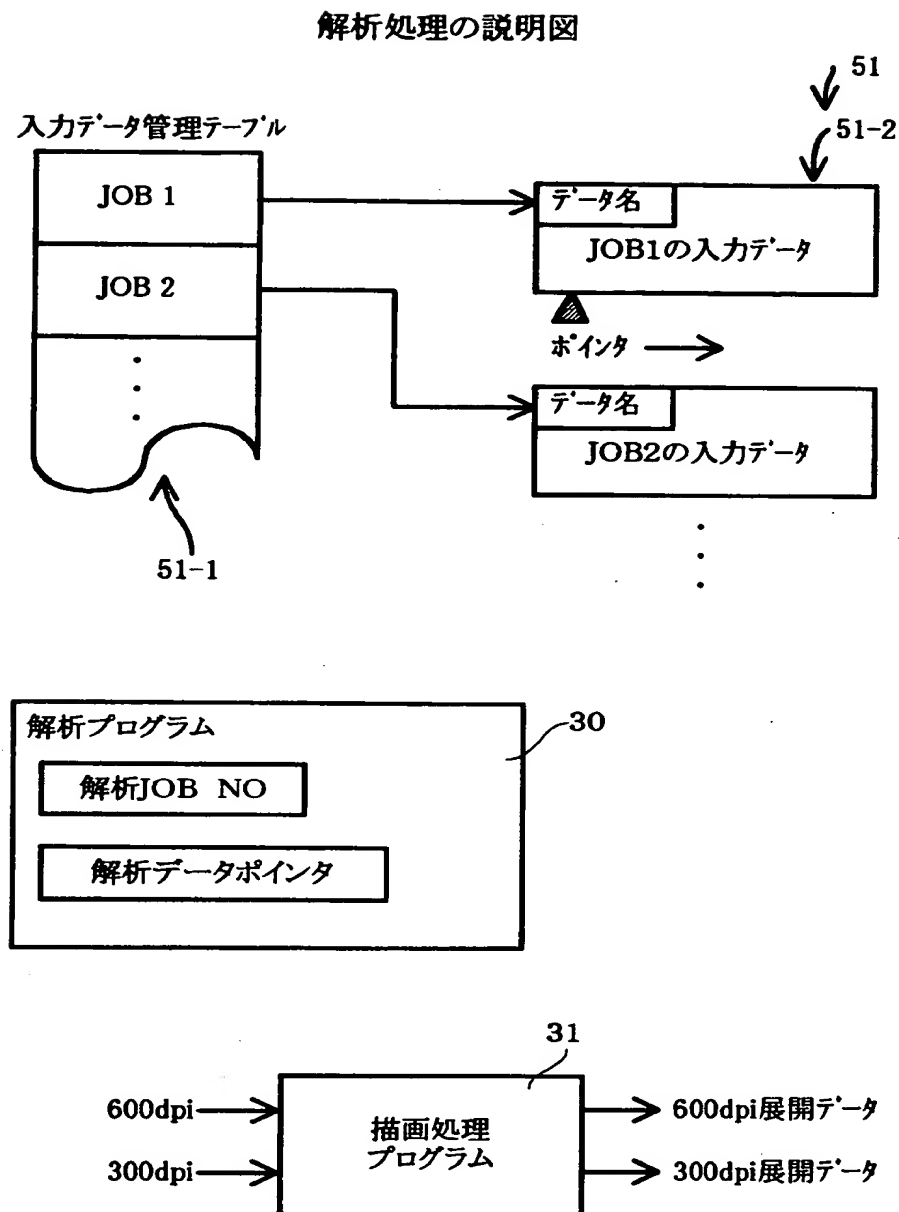 解析処理の説明図
51
入力データ管理テーブル
51-2
JOB 1
データ名
JOB1の入力データ
JOB 2
ポインタ
データ名
JOB2の入力データ
51-1
解析プログラム
30
解析JOB NO
解析データポインタ
31
600dpi
描画処理
プログラム
600dpi展開データ
300dpi
300dpi展開データ